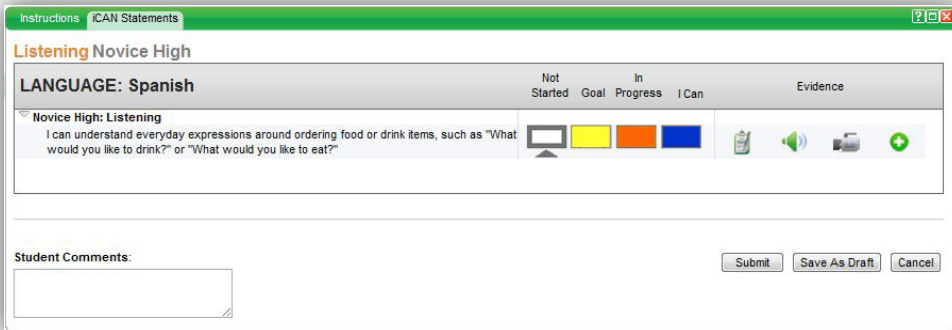 Instructions iCAN Statements
Listening Novice High
LANGUAGE: Spanish
Not Started Goal In Progress I Can Evidence
Novice High: Listening
I can understand everyday expressions around ordering food or drink items, such as "What
would you like to drink?" or "What would you like to eat?"
Student Comments:
Submit Save As Draft Cancel